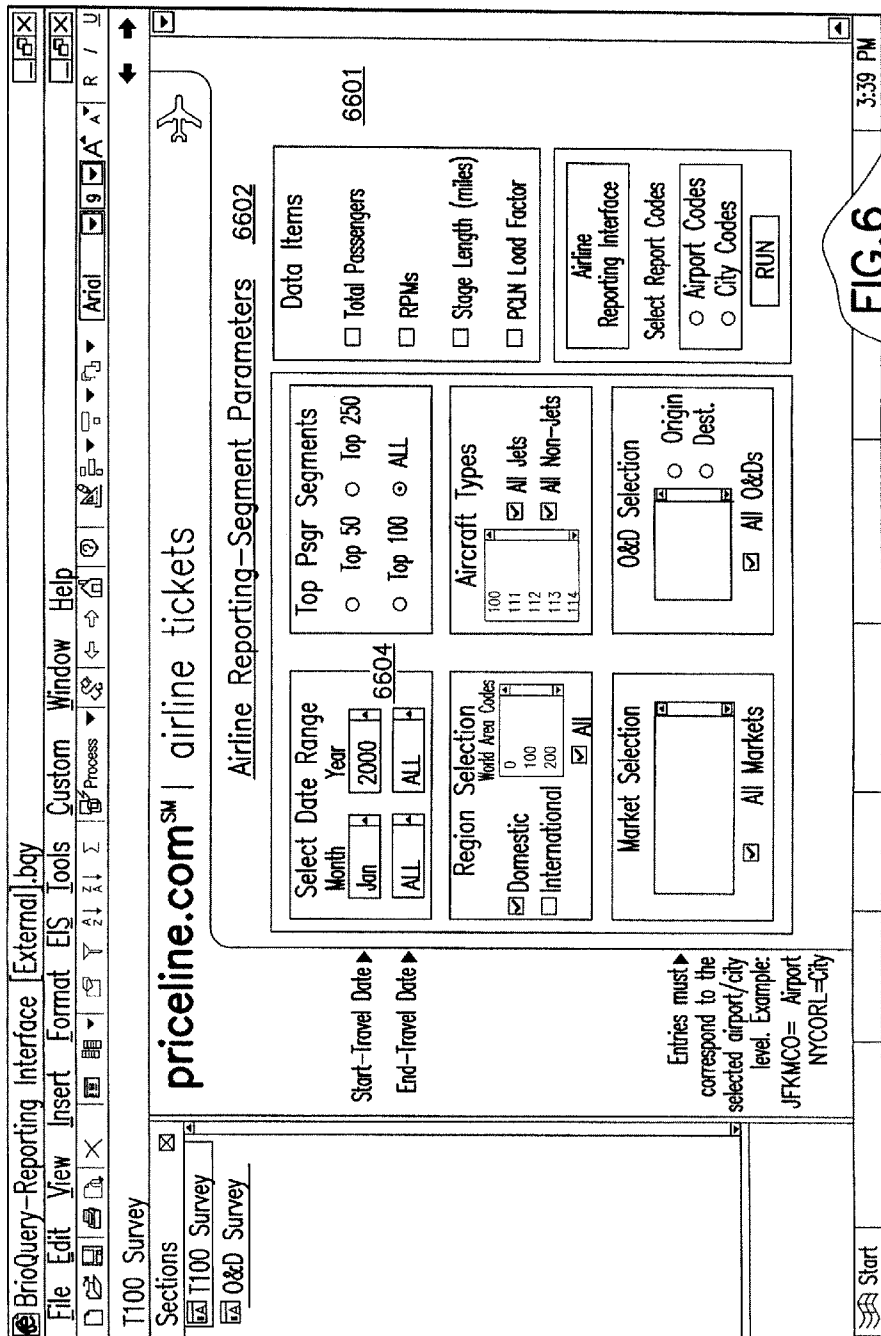 BrioQuery-Reporting Interface [External].bqy
File Edit View Insert Format EIS Tools Custom Window Help
Process
Arial 9 A A R I U
T100 Survey
Sections
T100 Survey
O&D Survey
priceline.com℠ | airline tickets
Airline Reporting-Segment Parameters 6602
Start-Travel Date
End-Travel Date
Select Date Range
Month Year
Jan 2000
6604
ALL ALL
Top Psgr Segments
Top 50 Top 250
Top 100 ALL
Region Selection
World Area Codes
Domestic
International
0
100
200
All
Aircraft Types
100
111
112
113
114
All Jets
All Non-Jets
Entries must
correspond to the
selected airport/city
level. Example:
JFKMCO= Airport
NYCORL=City
Market Selection
All Markets
O&D Selection
Origin
Dest.
All O&Ds
Data Items
6601
Total Passengers
RPMs
Stage Length (miles)
PCLN Load Factor
Airline
Reporting Interface
Select Report Codes
Airport Codes
City Codes
RUN
Start
3:39 PM
FIG.6